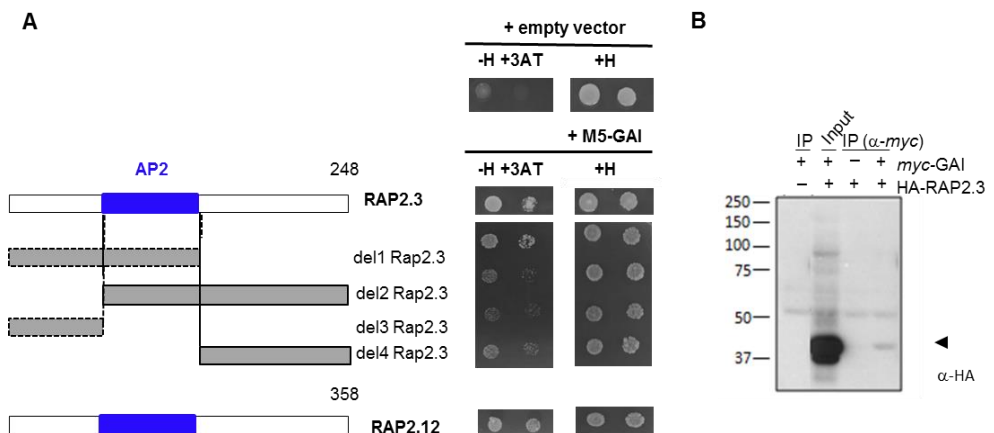 A
+ empty vector
-H +3AT +H
+ M5-GAI
-H +3AT +H
AP2 248
RAP2.3
del1 Rap2.3
del2 Rap2.3
del3 Rap2.3
del4 Rap2.3
358
RAP2.12
B
IP Input IP (α-myc)
+ + − + myc-GAI
− + + + HA-RAP2.3
250
150
100
75
50
37
α-HA